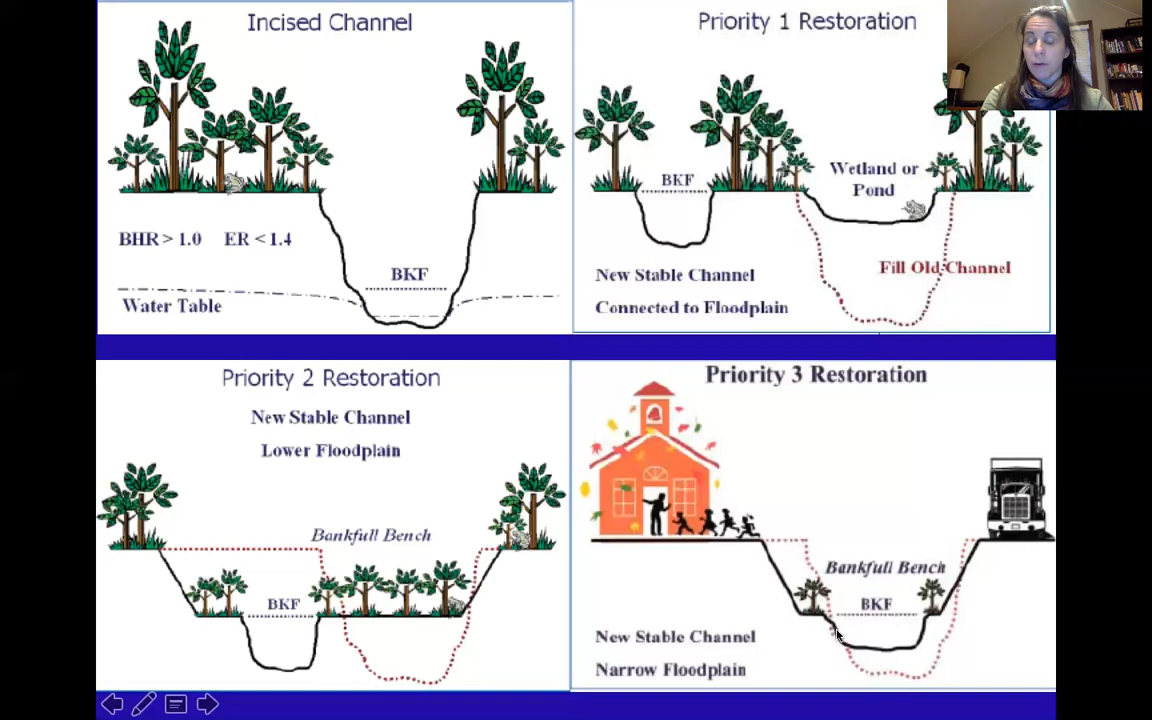 Incised Channel
BHR > 1.0 ER < 1.4
BKF
Water Table
Priority 1 Restoration
BKF
Wetland or
Pond
Fill Old Channel
New Stable Channel
Connected to Floodplain
Priority 2 Restoration
New Stable Channel
Lower Floodplain
Bankfull Bench
BKF
Priority 3 Restoration
Bankfull Bench
BKF
New Stable Channel
Narrow Floodplain